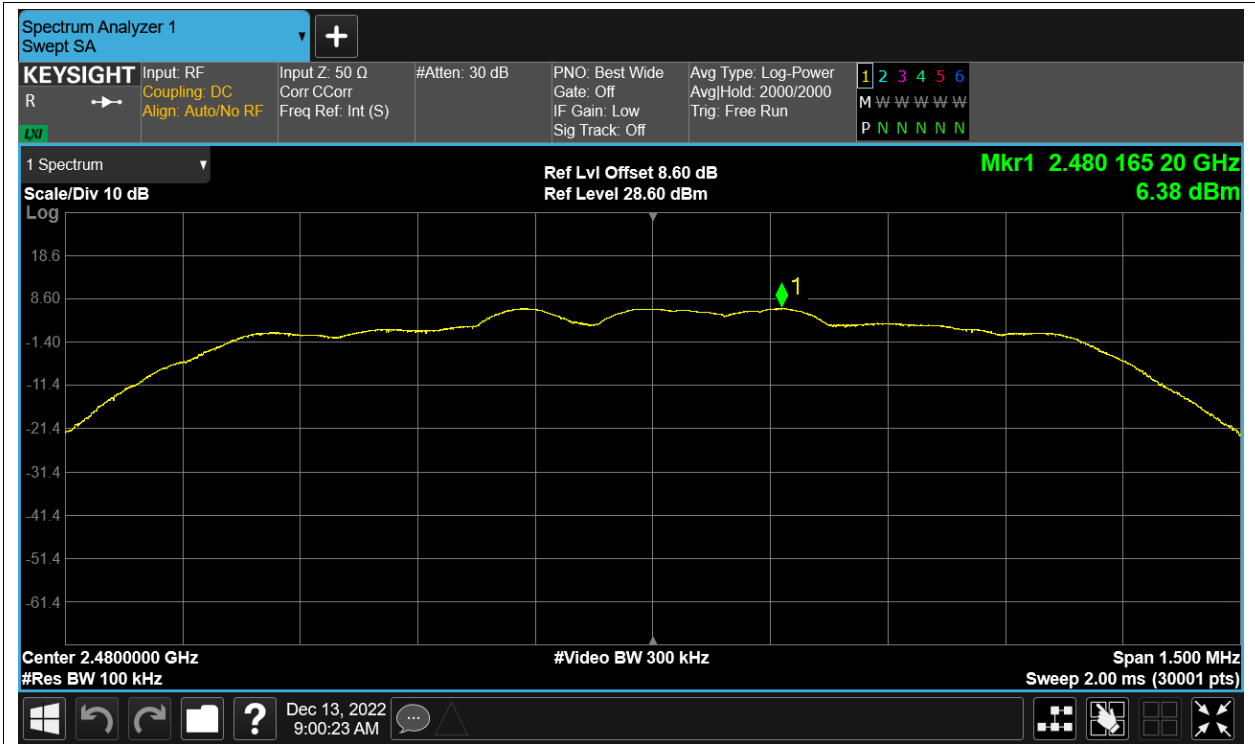 Spectrum Analyzer 1
Swept SA
KEYSIGHT
R
LXI
Input: RF
Coupling: DC
Align: Auto/No RF
Input Z: 50 Ω
Corr CCorr
Freq Ref: Int (S)
#Atten: 30 dB
PNO: Best Wide
Gate: Off
IF Gain: Low
Sig Track: Off
Avg Type: Log-Power
Avg|Hold: 2000/2000
Trig: Free Run
1 2 3 4 5 6
M W W W W W
P N N N N N
1 Spectrum
Scale/Div 10 dB
Log
Ref Lvl Offset 8.60 dB
Ref Level 28.60 dBm
Mkr1 2.480 165 20 GHz
6.38 dBm
18.6
8.60
1
-1.40
-11.4
-21.4
-31.4
-41.4
-51.4
-61.4
Center 2.4800000 GHz
#Res BW 100 kHz
#Video BW 300 kHz
Span 1.500 MHz
Sweep 2.00 ms (30001 pts)
?
Dec 13, 2022
9:00:23 AM